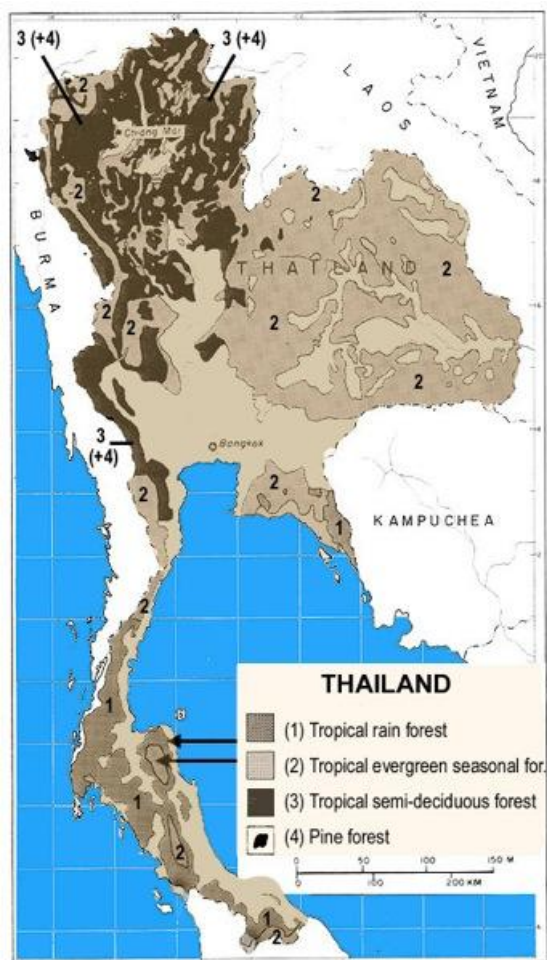 3 (+4)
3 (+4)
VIETNAM
LAOS
2
Chiang Mai
2
2
BURMA
THAILAND
2
2
2
2
2
3
(+4)
Bangkok
2
2
1
KAMPUCHEA
2
1
THAILAND
(1) Tropical rain forest
(2) Tropical evergreen seasonal for.
(3) Tropical semi-deciduous forest
(4) Pine forest
1
2
0 50 100 150 M
0 100 200 KM
1
2